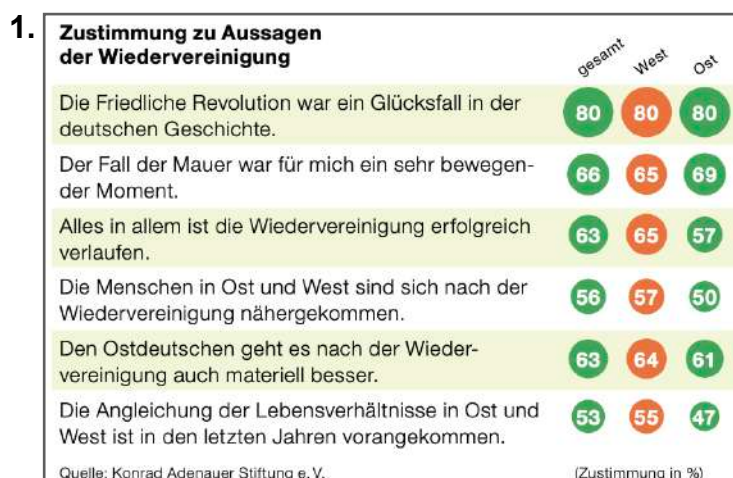 1.
Zustimmung zu Aussagen
der Wiedervereinigung
gesamt West Ost
Die Friedliche Revolution war ein Glücksfall in der
deutschen Geschichte.
80 80 80
Der Fall der Mauer war für mich ein sehr bewegen-
der Moment.
66 65 69
Alles in allem ist die Wiedervereinigung erfolgreich
verlaufen.
63 65 57
Die Menschen in Ost und West sind sich nach der
Wiedervereinigung nähergekommen.
56 57 50
Den Ostdeutschen geht es nach der Wieder-
vereinigung auch materiell besser.
63 64 61
Die Angleichung der Lebensverhältnisse in Ost und
West ist in den letzten Jahren vorangekommen.
53 55 47
Quelle: Konrad Adenauer Stiftung e. V. (Zustimmung in %)